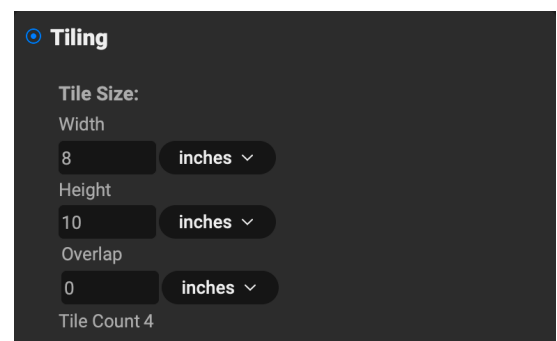 Tiling
Tile Size:
Width
8 inches
Height
10 inches
Overlap
0 inches
Tile Count 4